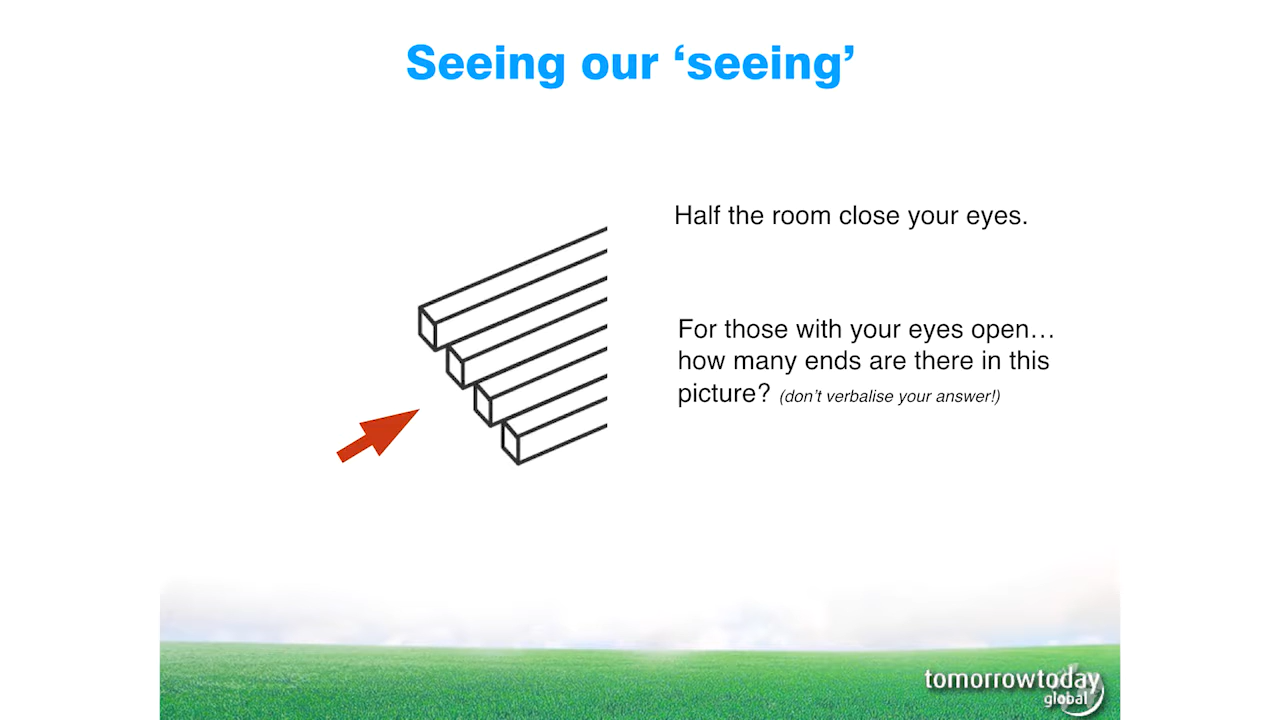 Seeing our ‘seeing’
Half the room close your eyes.
For those with your eyes open…
how many ends are there in this
picture? (don’t verbalise your answer!)
tomorrowtoday
global